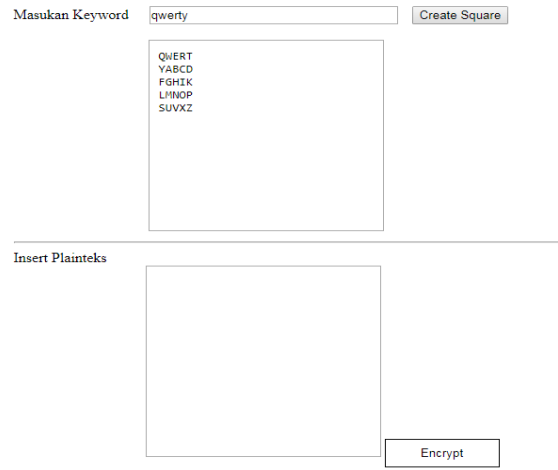 Masukan Keyword qwerty Create Square
QWERT
YABCD
FGHIK
LMNOP
SUVXZ
Insert Plainteks
Encrypt